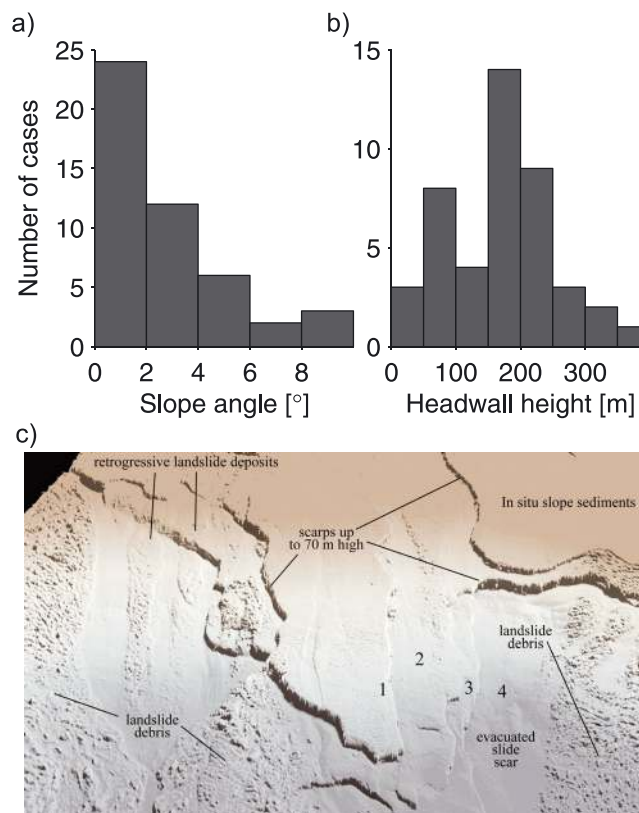 a)
b)
25
20
15
10
5
0
Number of cases
0 2 4 6 8
Slope angle [°]
15
10
5
0
0 100 200 300
Headwall height [m]
c)
retrogressive landslide deposits
In situ slope sediments
scarps up
to 70 m high
landslide
debris
1
2
3
4
landslide
debris
evacuated
slide
scar